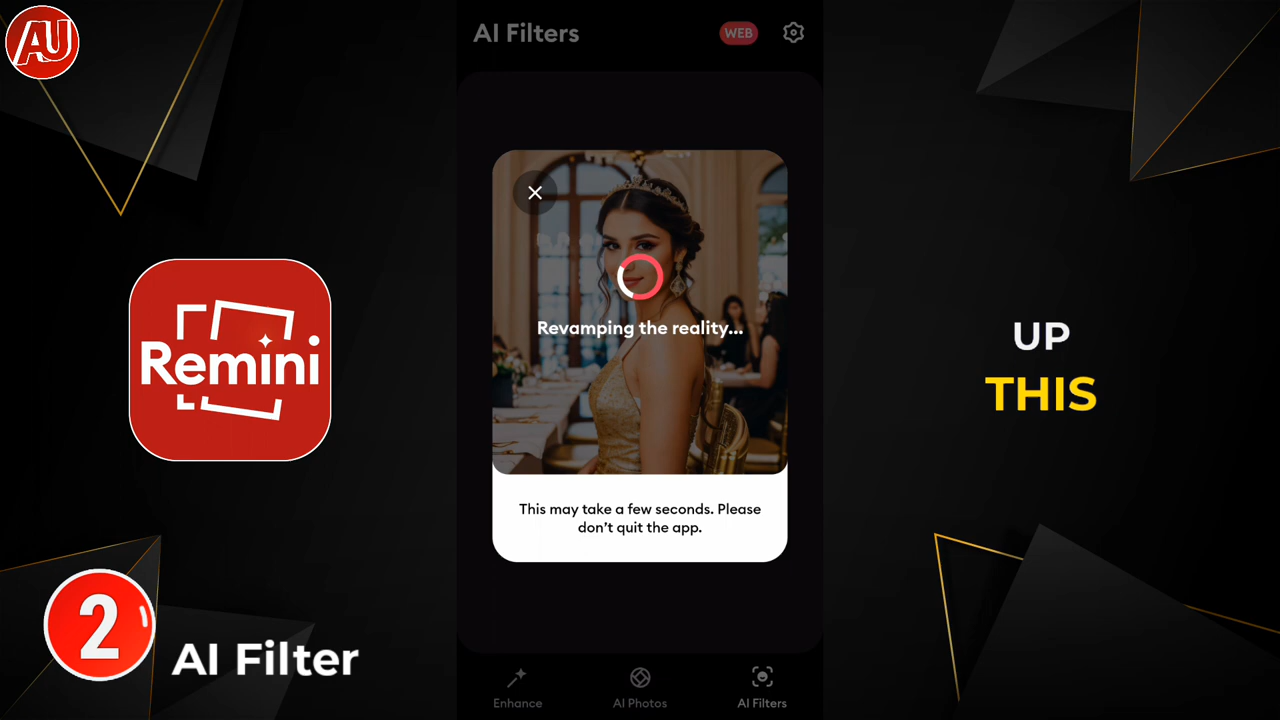 AU
AI Filters
WEB
Revamping the reality...
This may take a few seconds. Please
don't quit the app.
Enhance
AI Photos
AI Filters
Remini
2
AI Filter
UP
THIS